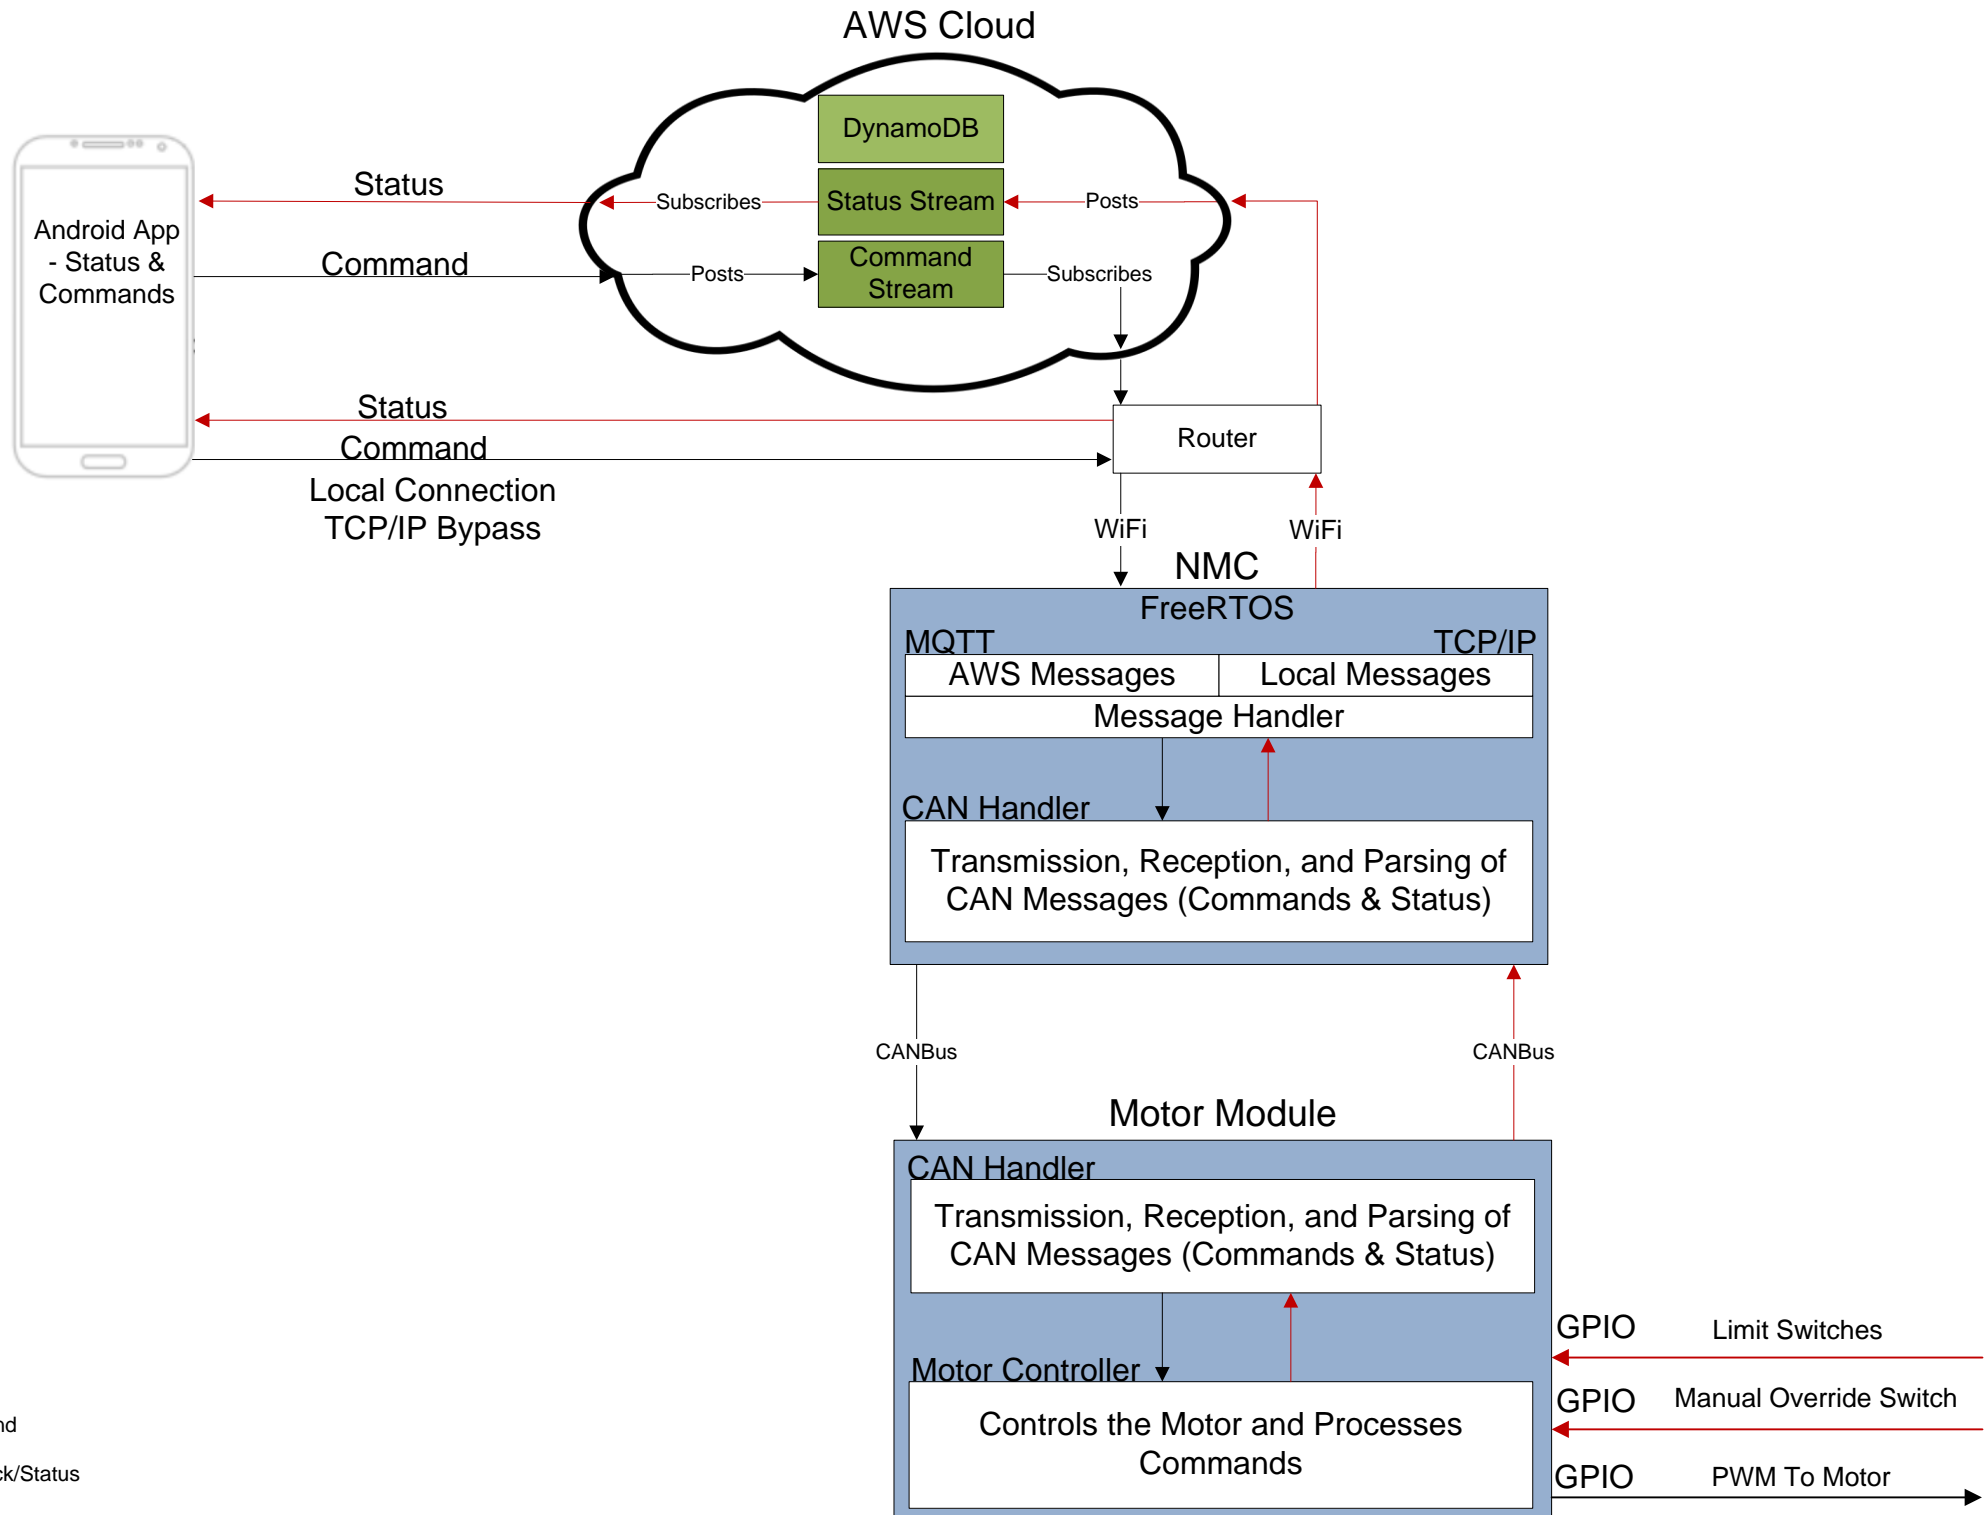 AWS Cloud
DynamoDB
Status
Subscribes
Status Stream
Posts
Android App
- Status &
Commands
Command
Posts
Command
Stream
Subscribes
Status
Router
Command
Local Connection
TCP/IP Bypass
WiFi
WiFi
NMC
FreeRTOS
MQTT
TCP/IP
AWS Messages
Local Messages
Message Handler
CAN Handler
Transmission, Reception, and Parsing of
CAN Messages (Commands & Status)
CANBus
CANBus
Motor Module
CAN Handler
Transmission, Reception, and Parsing of
CAN Messages (Commands & Status)
GPIO
Limit Switches
Motor Controller
GPIO
Manual Override Switch
Controls the Motor and Processes
Commands
GPIO
PWM To Motor
nd
ck/Status